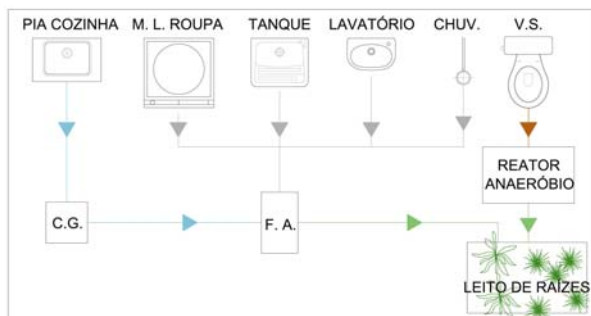 PIA COZINHA M. L. ROUPA TANQUE LAVATÓRIO CHUV. V.S.
REATOR
ANAERÓBIO
C.G.
F. A.
LEITO DE RAÍZES